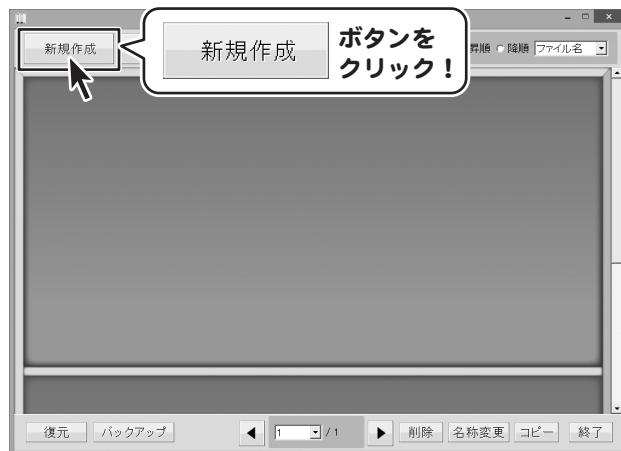 新規作成
新規作成
ボタンを
クリック！
昇順 降順 ファイル名
復元 バックアップ 1 / 1 削除 名称変更 コピー 終了